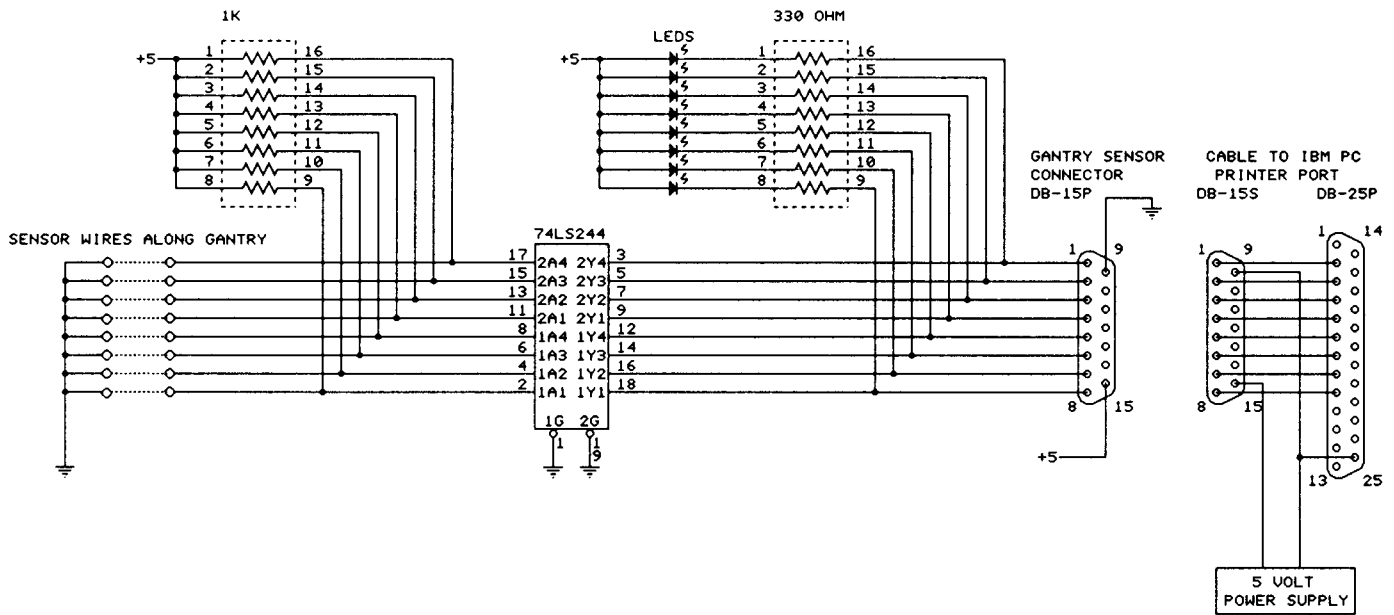 1K
+5
1 16
2 15
3 14
4 13
5 12
6 11
7 10
8 9
330 OHM
LEDS
+5
1 16
2 15
3 14
4 13
5 12
6 11
7 10
8 9
SENSOR WIRES ALONG GANTRY
74LS244
17 2A4 2Y4 3
15 2A3 2Y3 5
13 2A2 2Y2 7
11 2A1 2Y1 9
8 1A4 1Y4 12
6 1A3 1Y3 14
4 1A2 1Y2 16
2 1A1 1Y1 18
1G 2G
1 1
9
GANTRY SENSOR
CONNECTOR
DB-15P
1 9
8 15
+5
CABLE TO IBM PC
PRINTER PORT
DB-15S DB-25P
1 9
8 15
1 14
13 25
5 VOLT
POWER SUPPLY